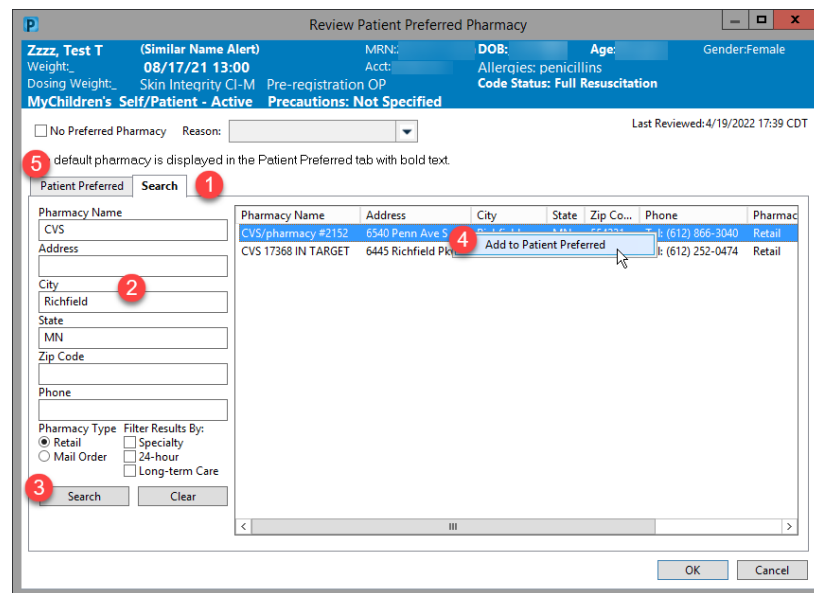 P Review Patient Preferred Pharmacy
Zzzz, Test T (Similar Name Alert) MRN: DOB: Age: Gender:Female
Weight:_ 08/17/21 13:00 Acct: Allergies: penicillins
Dosing Weight:_ Skin Integrity CI-M Pre-registration OP Code Status: Full Resuscitation
MyChildren's Self/Patient - Active Precautions: Not Specified
No Preferred Pharmacy Reason: Last Reviewed: 4/19/2022 17:39 CDT
5 default pharmacy is displayed in the Patient Preferred tab with bold text.
Patient Preferred Search 1
Pharmacy Name
CVS
Address
City
Richfield 2
State
MN
Zip Code
Phone
Pharmacy Type Filter Results By:
Retail Specialty
Mail Order 24-hour
Long-term Care
3 Search Clear
Pharmacy Name Address City State Zip Co... Phone Pharmac
CVS/pharmacy #2152 6540 Penn Ave S (612) 866-3040 Retail
4 Add to Patient Preferred
CVS 17368 IN TARGET 6445 Richfield (612) 252-0474 Retail
OK Cancel